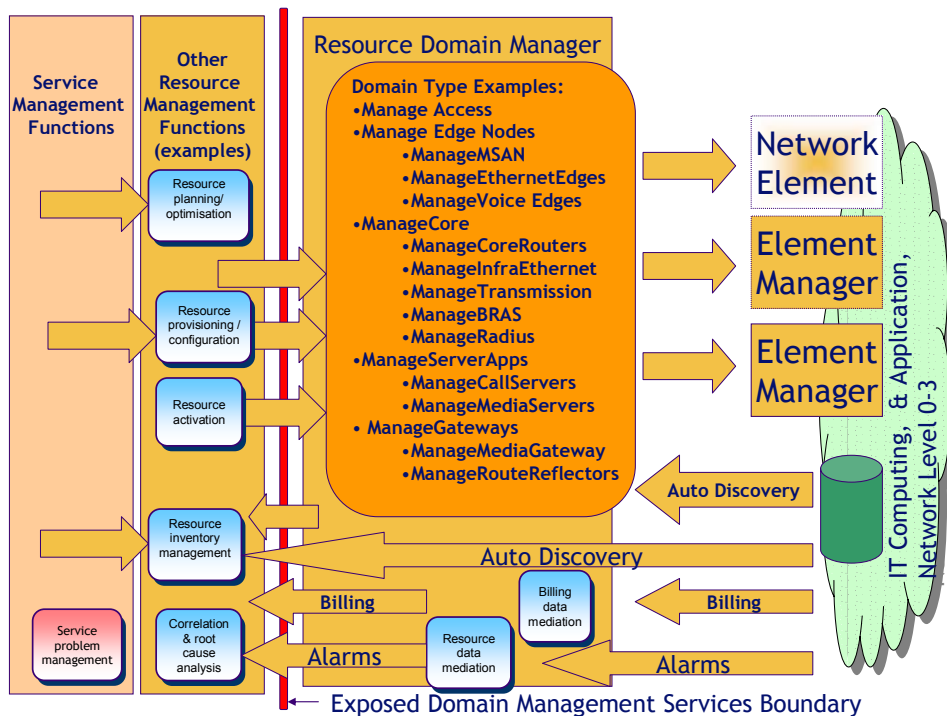 Service
Management
Functions
Other
Resource
Management
Functions
(examples)
Resource
planning/
optimisation
Resource
provisioning /
configuration
Resource
activation
Resource
inventory
management
Service
problem
management
Correlation
& root
cause
analysis
Resource Domain Manager
Domain Type Examples:
•Manage Access
•Manage Edge Nodes
•ManageMSAN
•ManageEthernetEdges
•ManageVoice Edges
•ManageCore
•ManageCoreRouters
•ManageInfraEthernet
•ManageTransmission
•ManageBRAS
•ManageRadius
•ManageServerApps
•ManageCallServers
•ManageMediaServers
• ManageGateways
•ManageMediaGateway
•ManageRouteReflectors
Network
Element
Element
Manager
Element
Manager
IT Computing, & Application,
Network Level 0-3
Auto Discovery
Auto Discovery
Billing
Billing
data
mediation
Billing
Alarms
Resource
data
mediation
Alarms
Exposed Domain Management Services Boundary